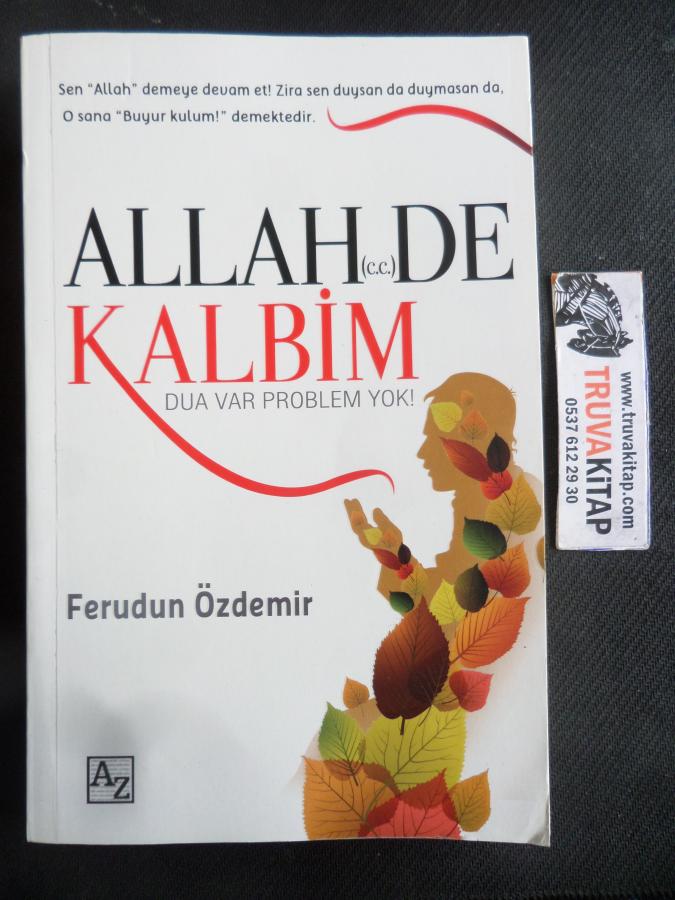 Sen “Allah” demeye devam et! Zira sen duysan da duymasan da,
O sana “Buyur kulum!” demektedir.
ALLAH (c.c.) DE
KALBİM
DUA VAR PROBLEM YOK!
Ferudun Özdemir
AZ
www.truvakitap.com
TRUVAKİTAP
0537 612 29 30